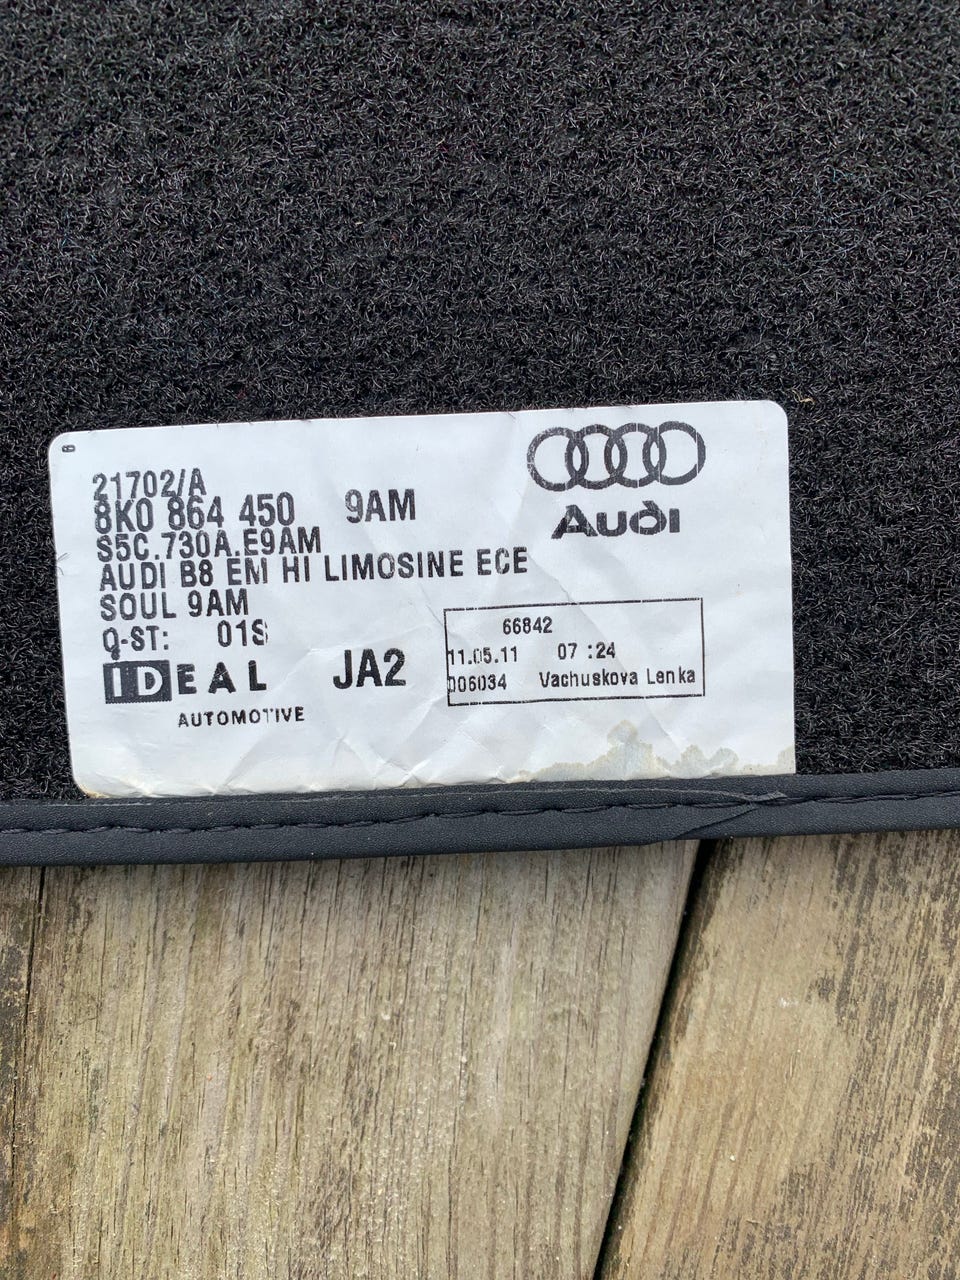 21702/A
8K0 864 450 9AM
S5C.730A.E9AM
AUDI B8 EM HI LIMOSINE ECE
SOUL 9AM
Q-ST: 01S
IDEAL
AUTOMOTIVE
JA2
Audi
66842
11.05.11 07:24
006034 Vachuskova Lenka